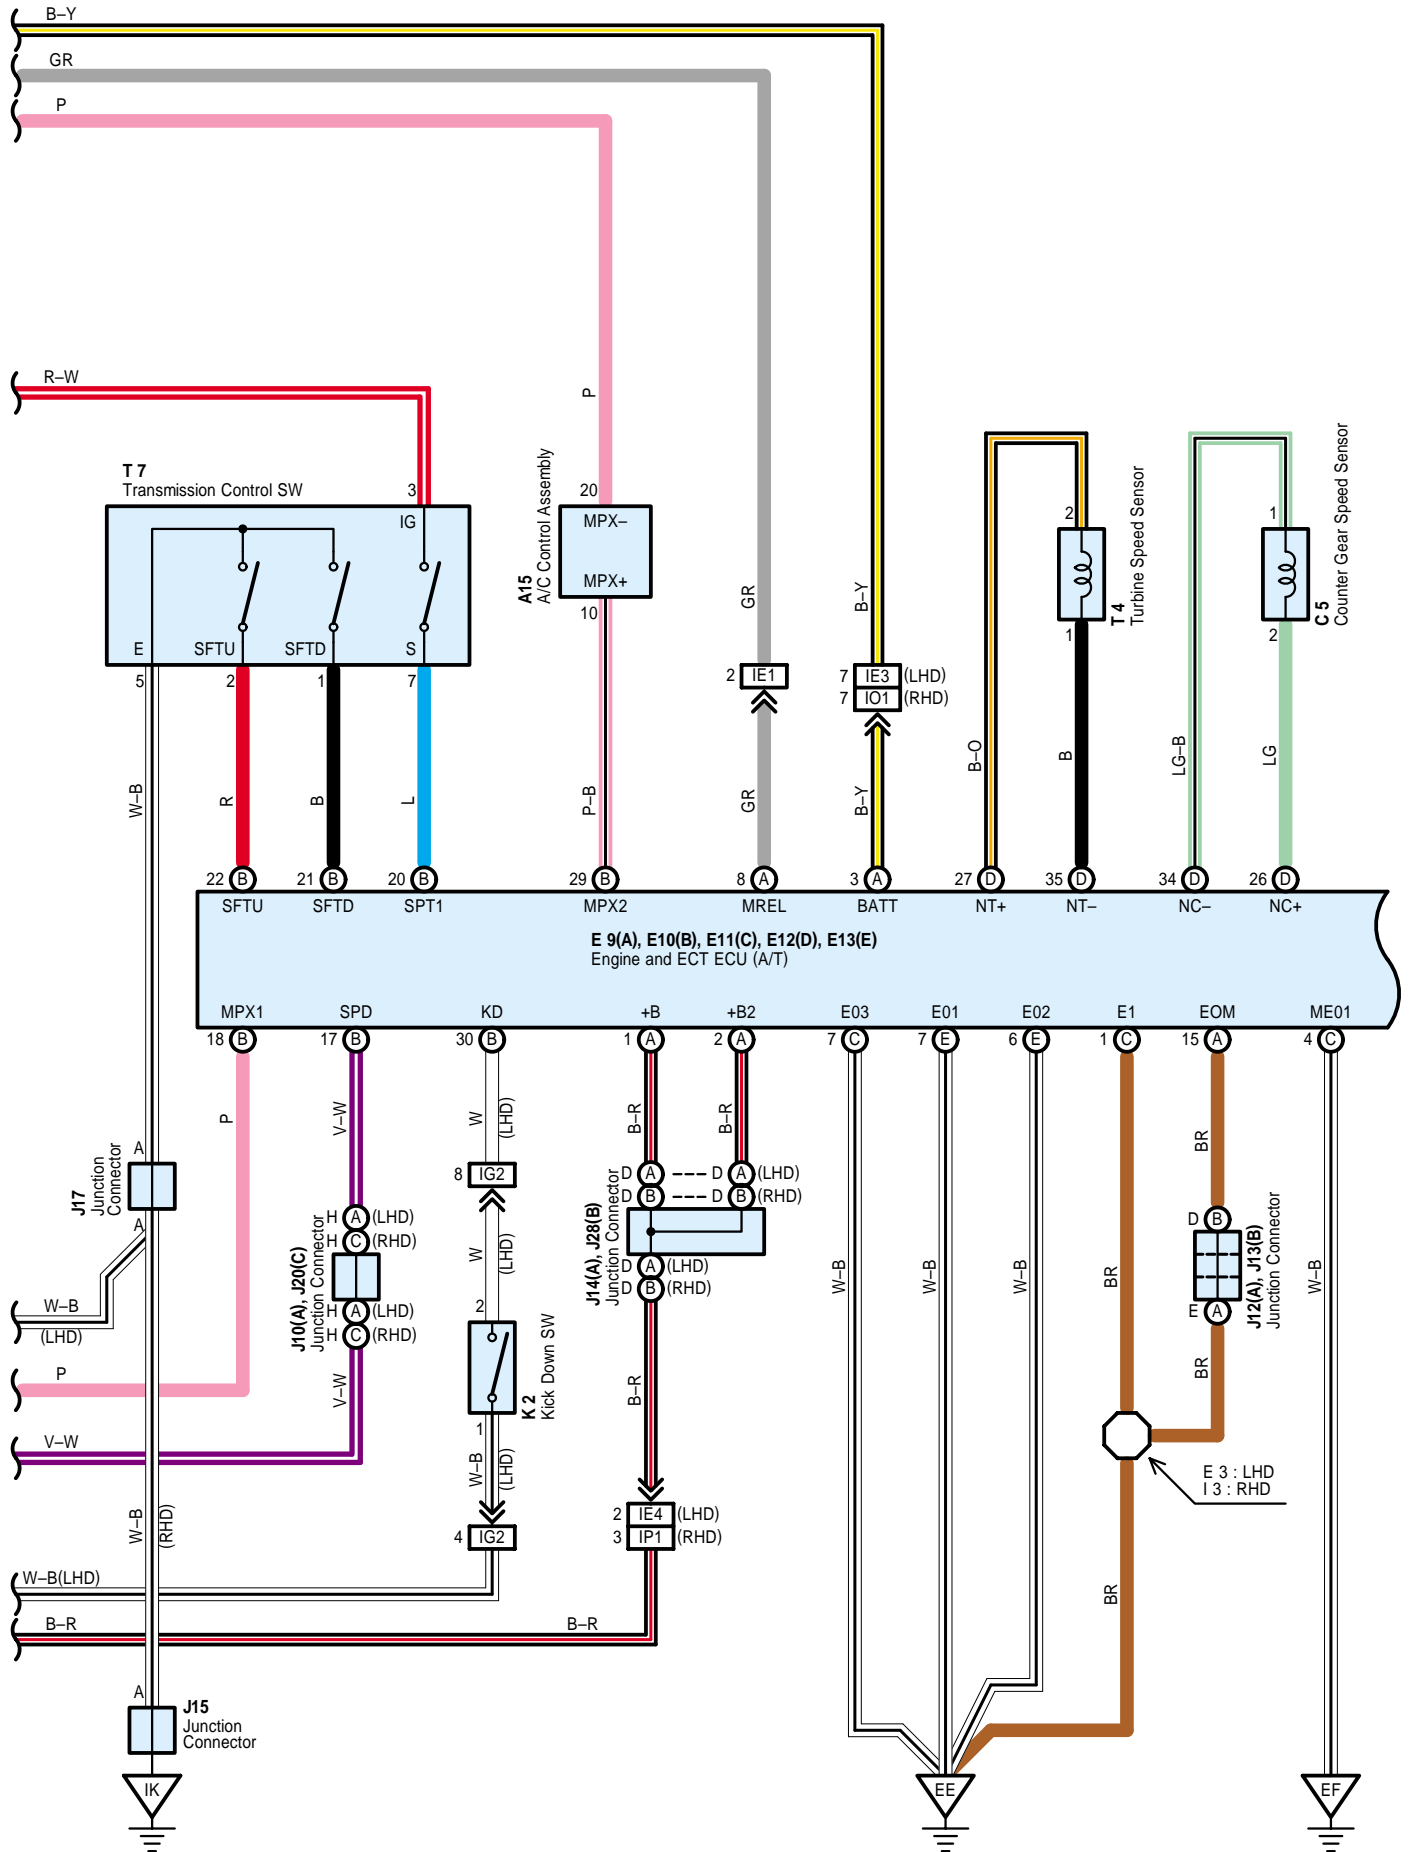 B–Y
GR
P
R–W
P
T 7
Transmission Control SW
3
IG
E
SFTU
SFTD
S
5
2
1
7
A15
A/C Control Assembly
20
MPX–
MPX+
10
GR
B–Y
2 IE1
7 IE3 (LHD)
7 IO1 (RHD)
2
1
T 4
Turbine Speed Sensor
1
2
C 5
Counter Gear Speed Sensor
W–B
R
B
L
P–B
GR
B–Y
B–O
B
LG–B
LG
22 B
21 B
20 B
29 B
8 A
3 A
27 D
35 D
34 D
26 D
SFTU
SFTD
SPT1
MPX2
MREL
BATT
NT+
NT–
NC–
NC+
E 9(A), E10(B), E11(C), E12(D), E13(E)
Engine and ECT ECU (A/T)
MPX1
SPD
KD
+B
+B2
E03
E01
E02
E1
EOM
ME01
18 B
17 B
30 B
1 A
2 A
7 C
7 E
6 E
1 C
15 A
4 C
P
V–W
W
(LHD)
B–R
B–R
BR
A
J17
Junction
Connector
A
8 IG2
D A D A (LHD)
D B D B (RHD)
J14(A), J28(B)
Junction Connector
D A (LHD)
D B (RHD)
H A (LHD)
H C (RHD)
J10(A), J20(C)
Junction Connector
H A (LHD)
H C (RHD)
W
(LHD)
D B
J12(A), J13(B)
Junction Connector
E A
W–B
W–B
W–B
BR
W–B
W–B
(LHD)
2
K 2
Kick Down SW
1
P
V–W
B–R
BR
V–W
W–B
(LHD)
E 3 : LHD
I 3 : RHD
W–B
(RHD)
4 IG2
2 IE4 (LHD)
3 IP1 (RHD)
W–B(LHD)
BR
B–R
B–R
A
J15
Junction
Connector
IK
EE
EF